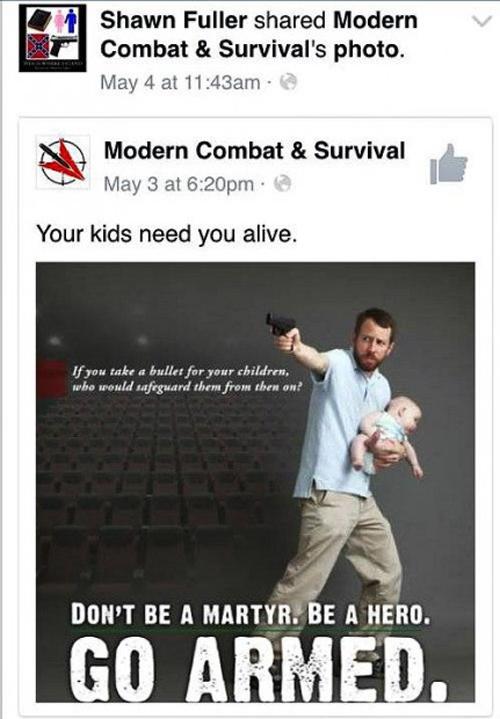 Shawn Fuller shared Modern
Combat & Survival's photo.
May 4 at 11:43am ·
Modern Combat & Survival
May 3 at 6:20pm ·
Your kids need you alive.
If you take a bullet for your children,
who would safeguard them from then on?
DON'T BE A MARTYR. BE A HERO.
GO ARMED.